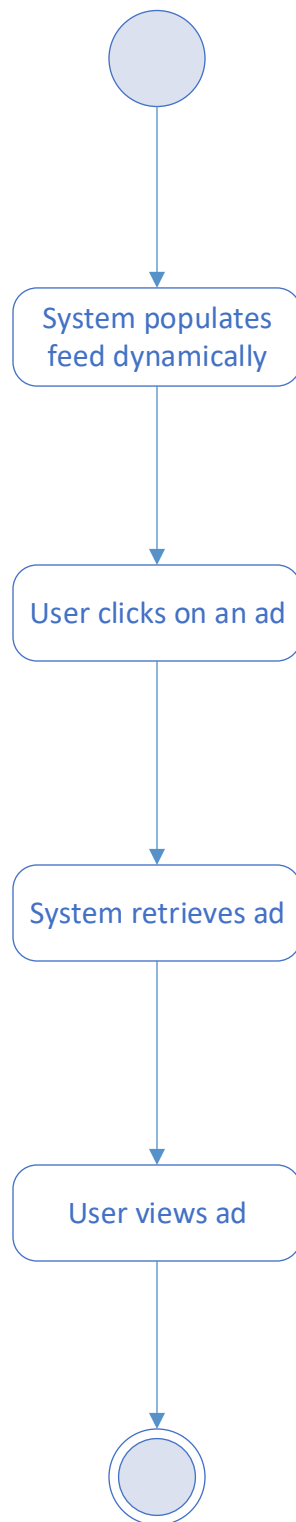 System populates
feed dynamically
User clicks on an ad
System retrieves ad
User views ad